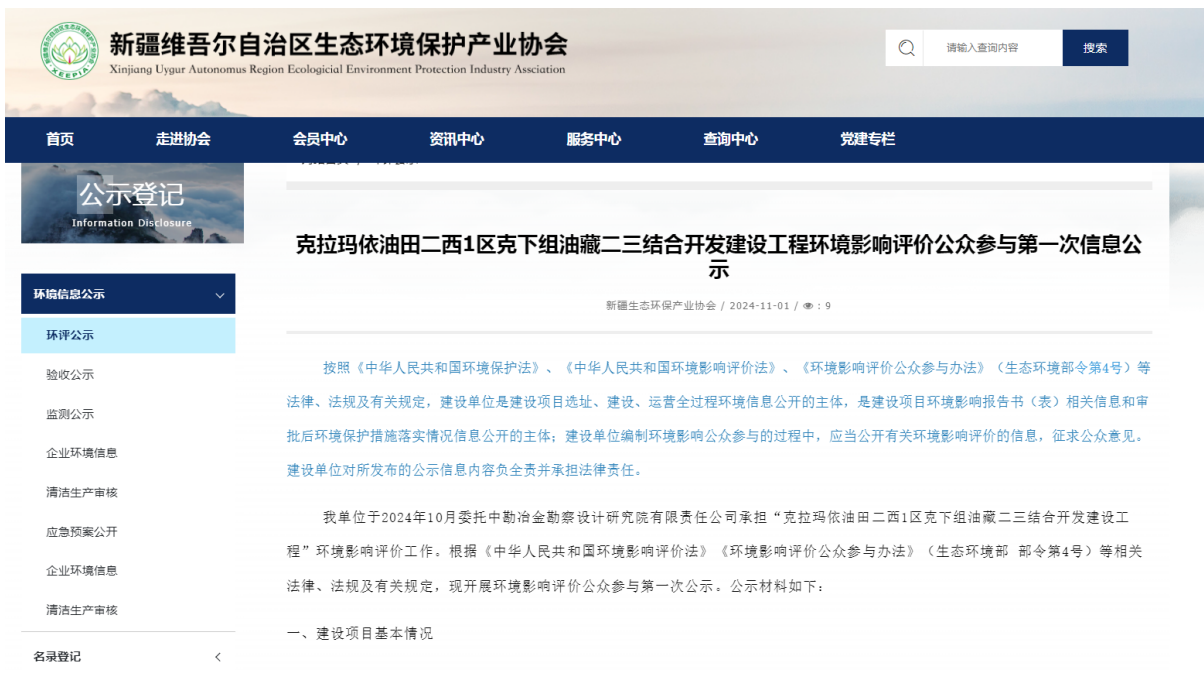 新疆维吾尔自治区生态环境保护产业协会
Xinjiang Uygur Autonomus Region Ecologicial Environment Protection Industry Assciation
XEEPIA
请输入查询内容
搜索
首页
走进协会
会员中心
资讯中心
服务中心
查询中心
党建专栏
公示登记
Information Disclosure
环境信息公示
环评公示
验收公示
监测公示
企业环境信息
清洁生产审核
应急预案公开
企业环境信息
清洁生产审核
名录登记
克拉玛依油田二西1区克下组油藏二三结合开发建设工程环境影响评价公众参与第一次信息公
示
新疆生态环保产业协会 / 2024-11-01 / : 9
按照《中华人民共和国环境保护法》、《中华人民共和国环境影响评价法》、《环境影响评价公众参与办法》（生态环境部令第4号）等
法律、法规及有关规定，建设单位是建设项目选址、建设、运营全过程环境信息公开的主体，是建设项目环境影响报告书（表）相关信息和审
批后环境保护措施落实情况信息公开的主体；建设单位编制环境影响公众参与的过程中，应当公开有关环境影响评价的信息，征求公众意见。
建设单位对所发布的公示信息内容负全责并承担法律责任。
我单位于2024年10月委托中勘冶金勘察设计研究院有限责任公司承担“克拉玛依油田二西1区克下组油藏二三结合开发建设工
程”环境影响评价工作。根据《中华人民共和国环境影响评价法》《环境影响评价公众参与办法》（生态环境部 部令第4号）等相关
法律、法规及有关规定，现开展环境影响评价公众参与第一次公示。公示材料如下：
一、建设项目基本情况